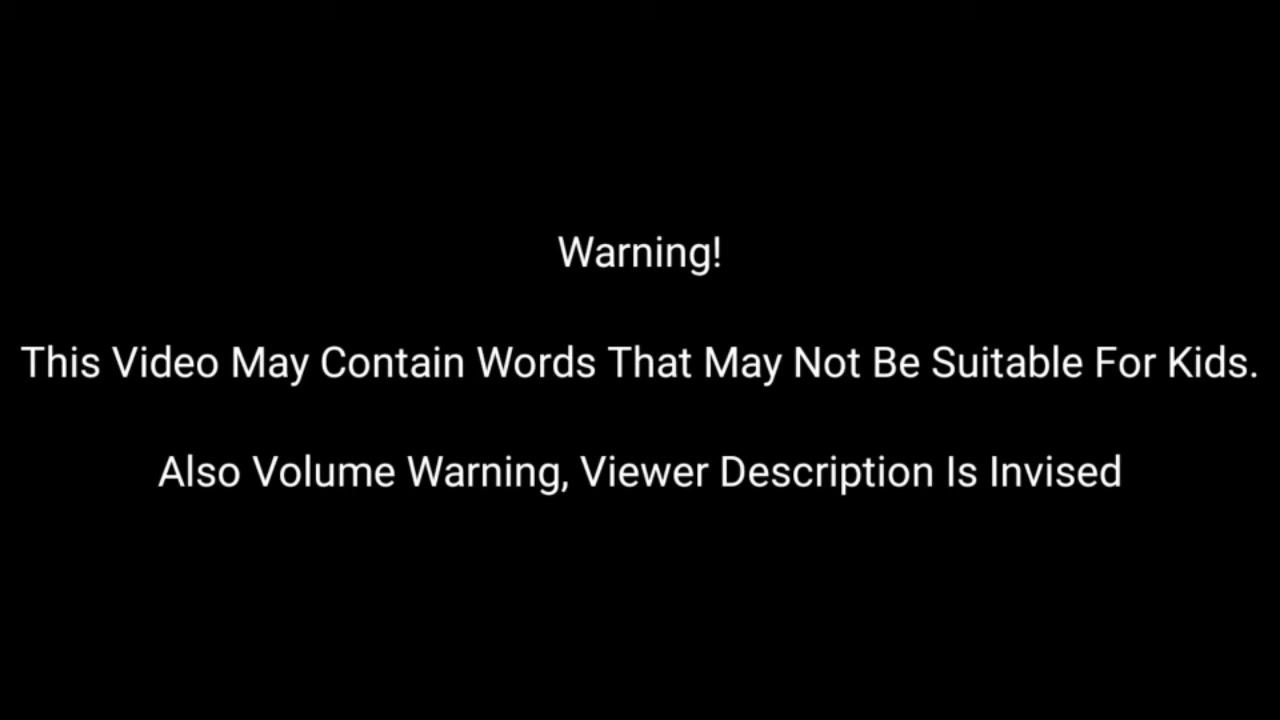 Warning!
This Video May Contain Words That May Not Be Suitable For Kids.
Also Volume Warning, Viewer Description Is Invised